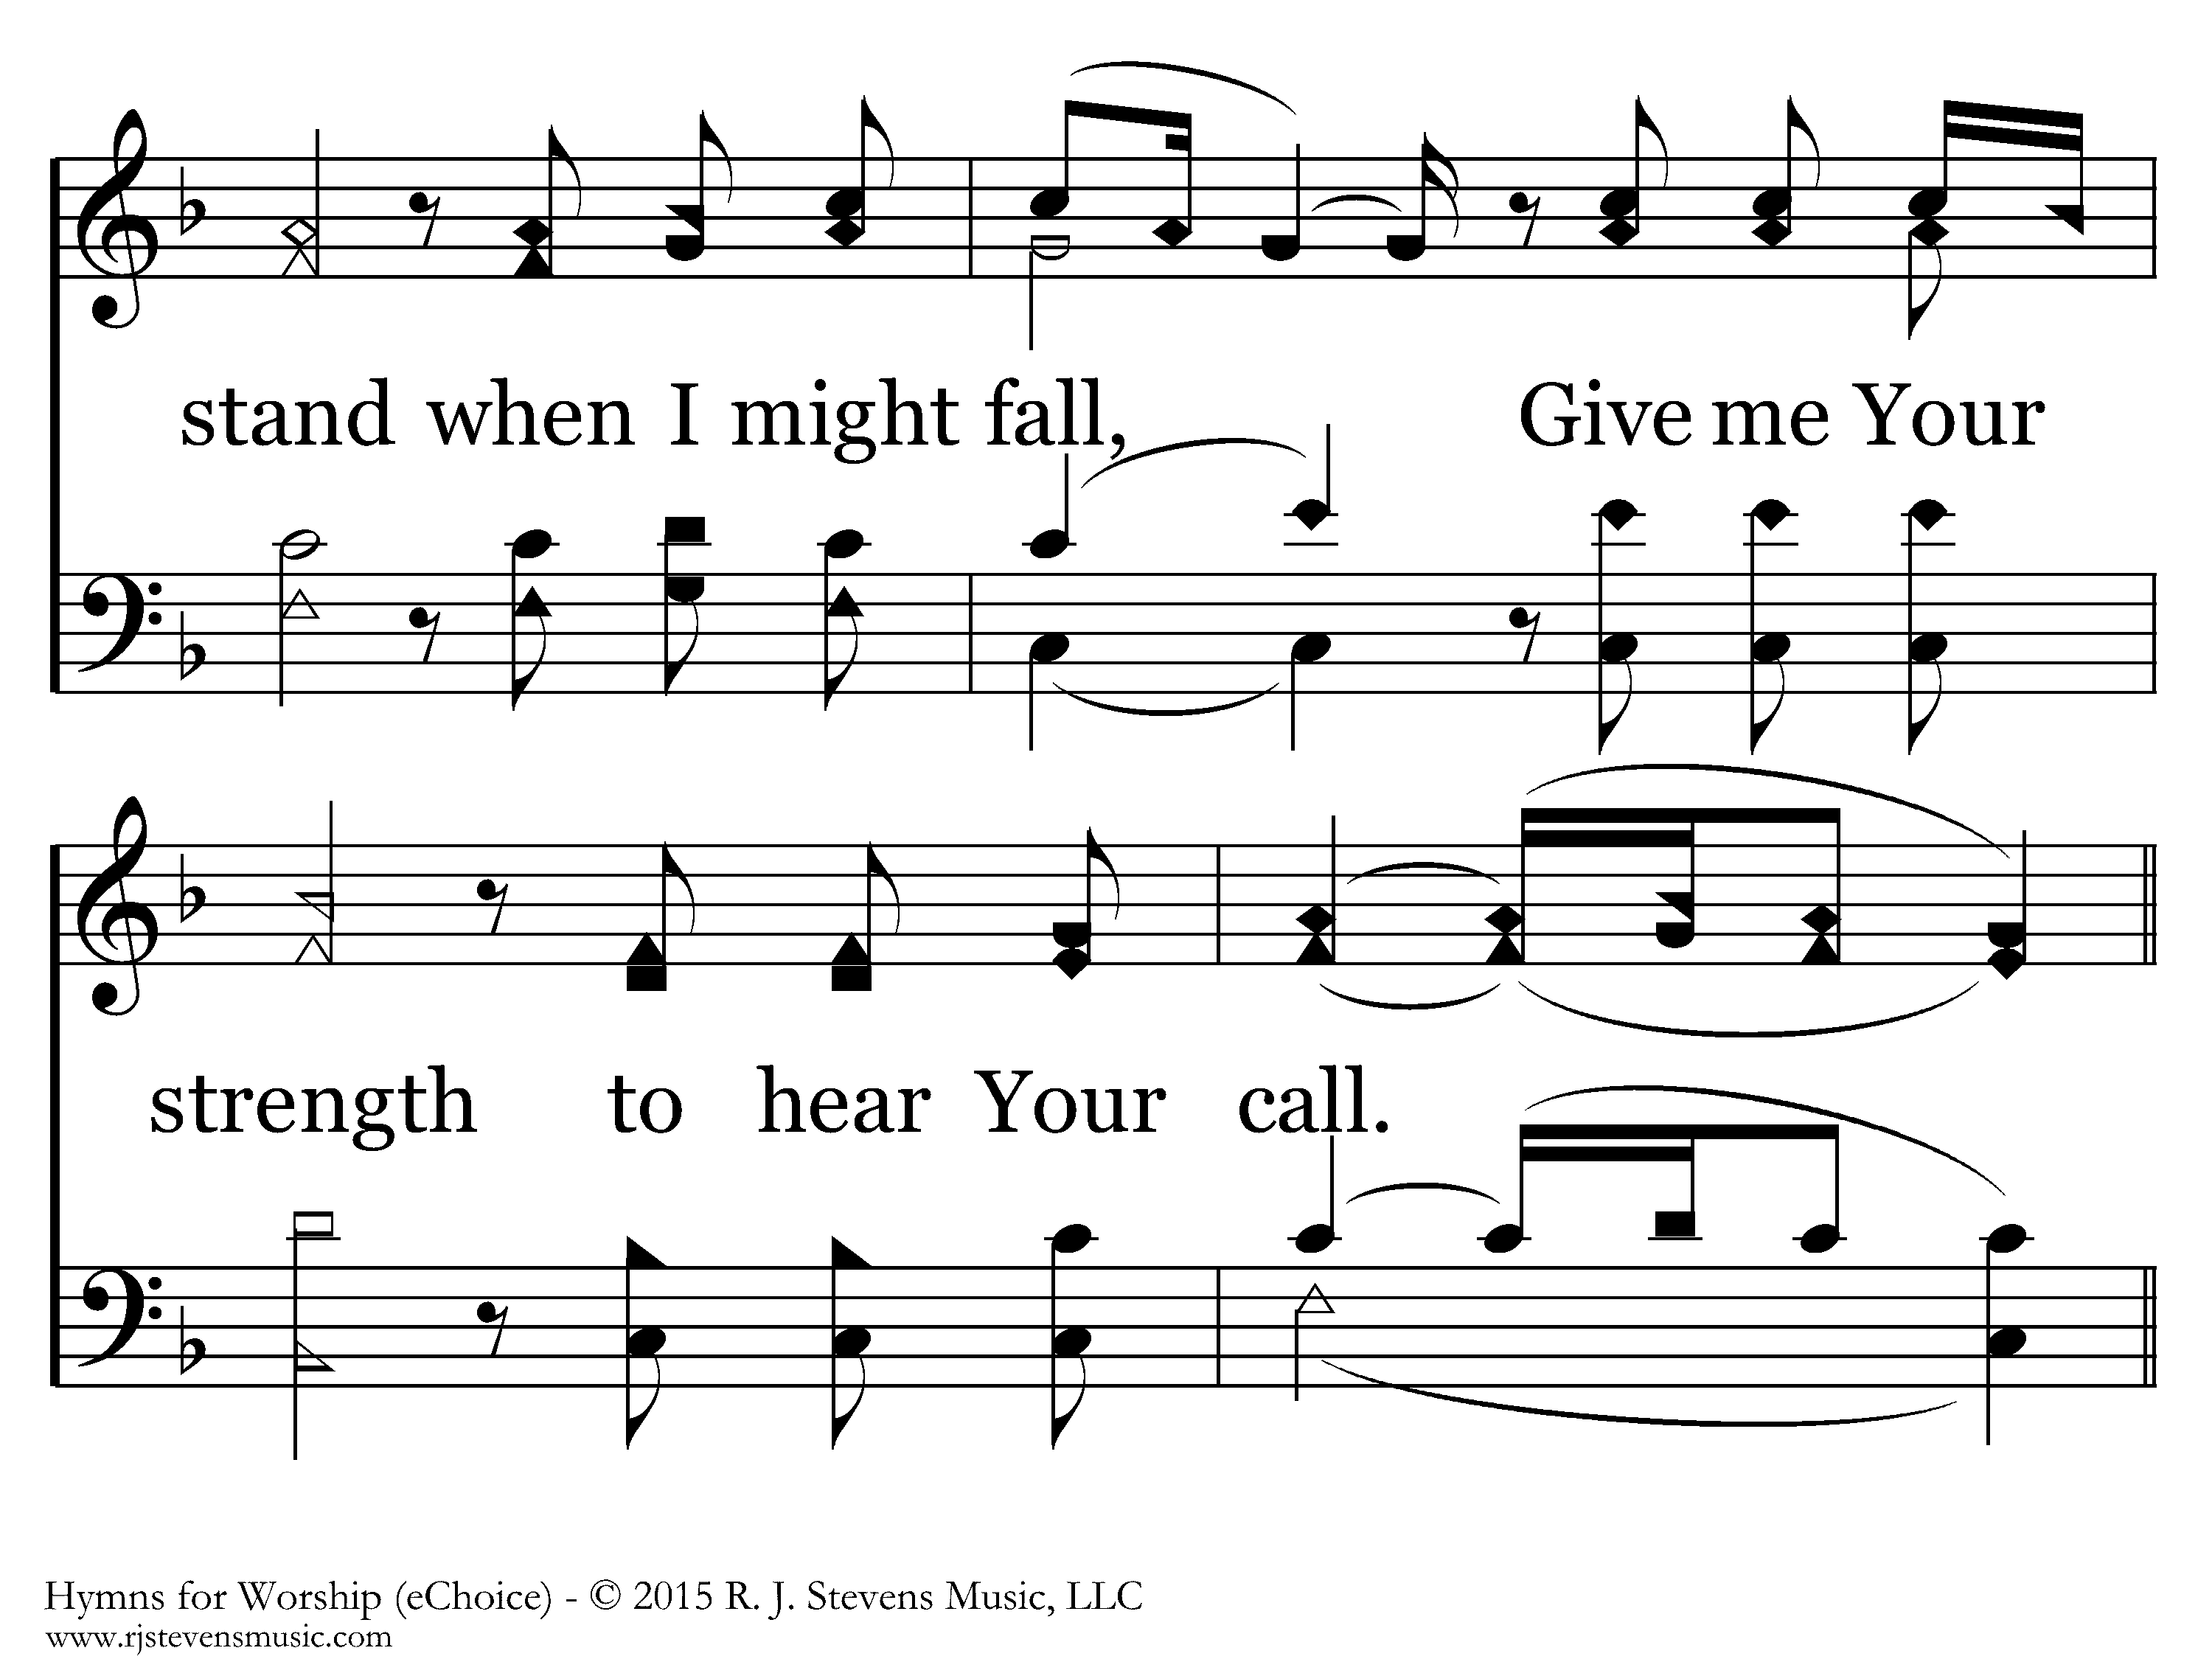 stand when I might fall, Give me Your
strength to hear Your call.
Hymns for Worship (eChoice) - © 2015 R. J. Stevens Music, LLC
www.rjstevensmusic.com